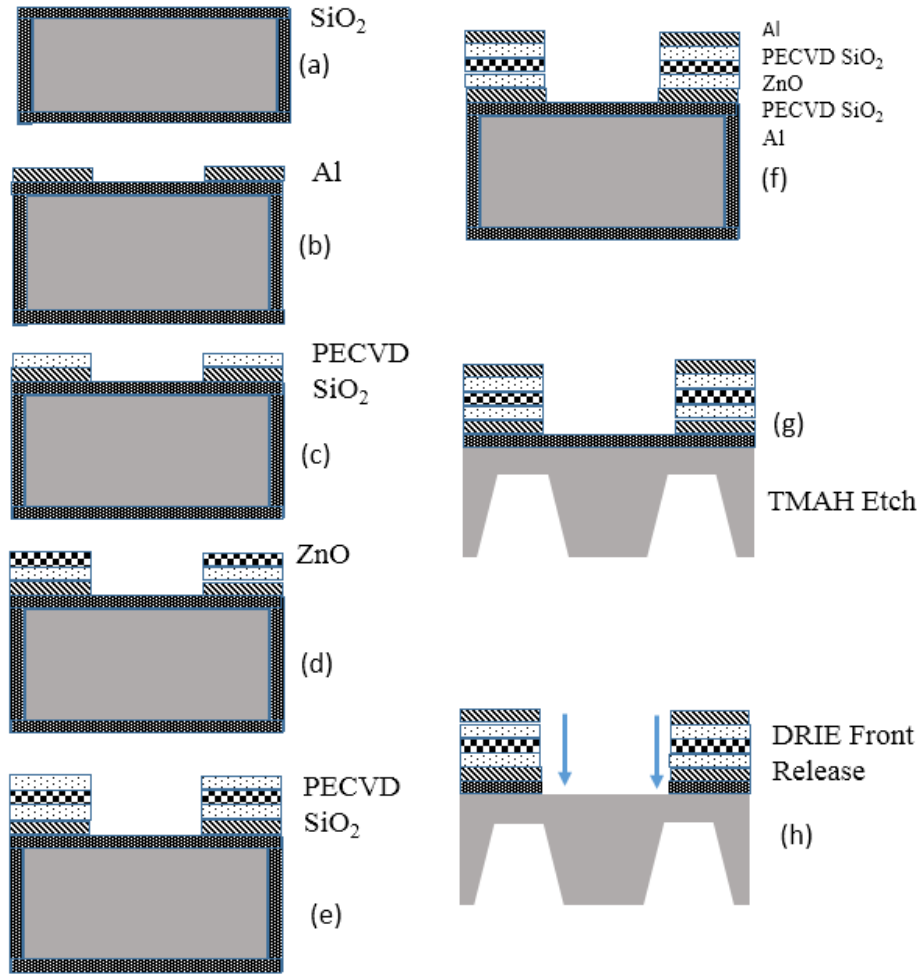 SiO₂
(a)
Al
(b)
PECVD
SiO₂
(c)
ZnO
(d)
PECVD
SiO₂
(e)
Al
PECVD SiO₂
ZnO
PECVD SiO₂
Al
(f)
(g)
TMAH Etch
DRIE Front
Release
(h)